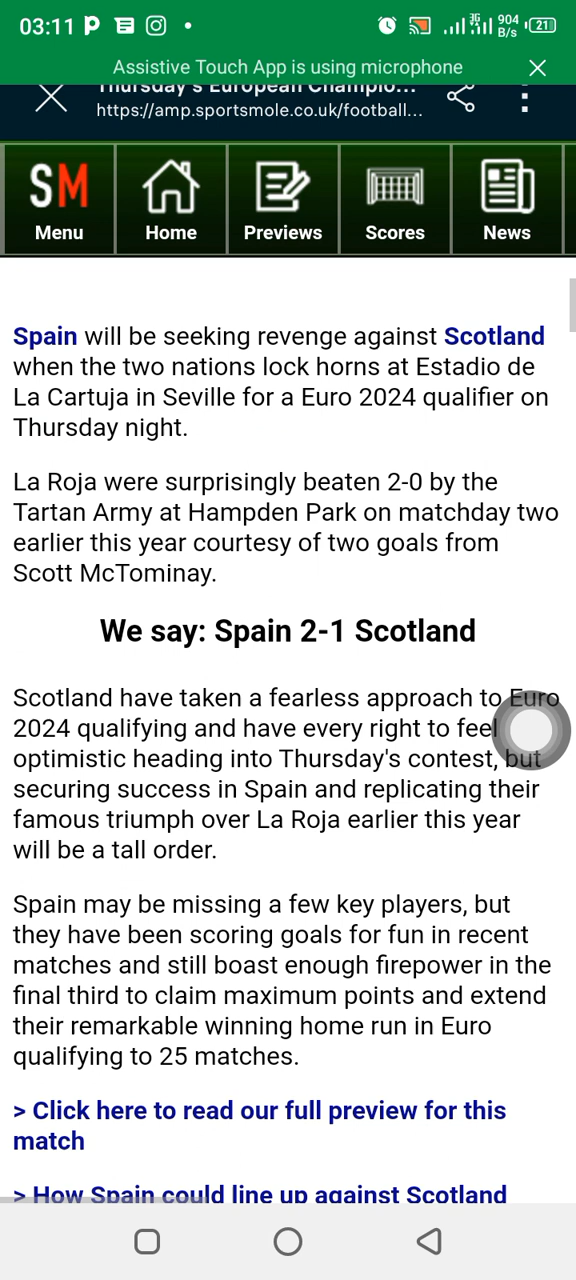 03:11
3G
904
B/s
21
Assistive Touch App is using microphone
Thursday's European Champio...
https://amp.sportsmole.co.uk/football...
SM
Menu
Home
Previews
Scores
News
Spain will be seeking revenge against Scotland
when the two nations lock horns at Estadio de
La Cartuja in Seville for a Euro 2024 qualifier on
Thursday night.
La Roja were surprisingly beaten 2-0 by the
Tartan Army at Hampden Park on matchday two
earlier this year courtesy of two goals from
Scott McTominay.
We say: Spain 2-1 Scotland
Scotland have taken a fearless approach to Euro
2024 qualifying and have every right to feel
optimistic heading into Thursday's contest, but
securing success in Spain and replicating their
famous triumph over La Roja earlier this year
will be a tall order.
Spain may be missing a few key players, but
they have been scoring goals for fun in recent
matches and still boast enough firepower in the
final third to claim maximum points and extend
their remarkable winning home run in Euro
qualifying to 25 matches.
> Click here to read our full preview for this
match
> How Spain could line up against Scotland